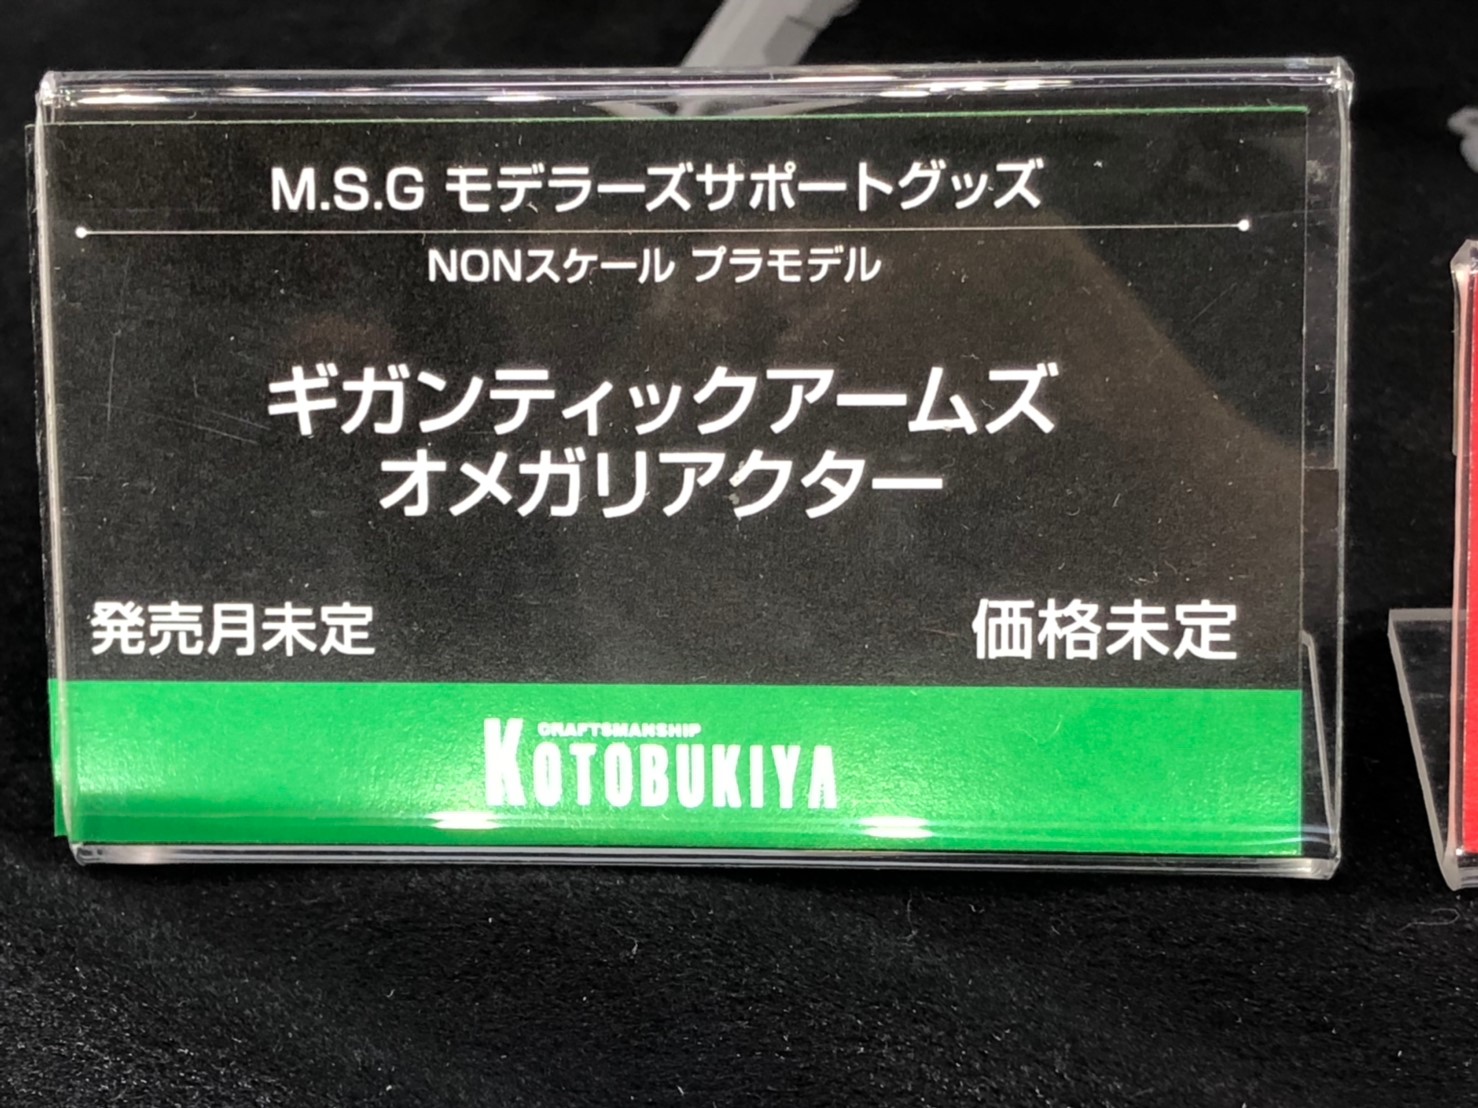 M.S.G モデラーズサポートグッズ
NONスケール プラモデル
ギガンティックアームズ
オメガリアクター
発売月未定
価格未定
CRAFTSMANSHIP
KOTOBUKIYA